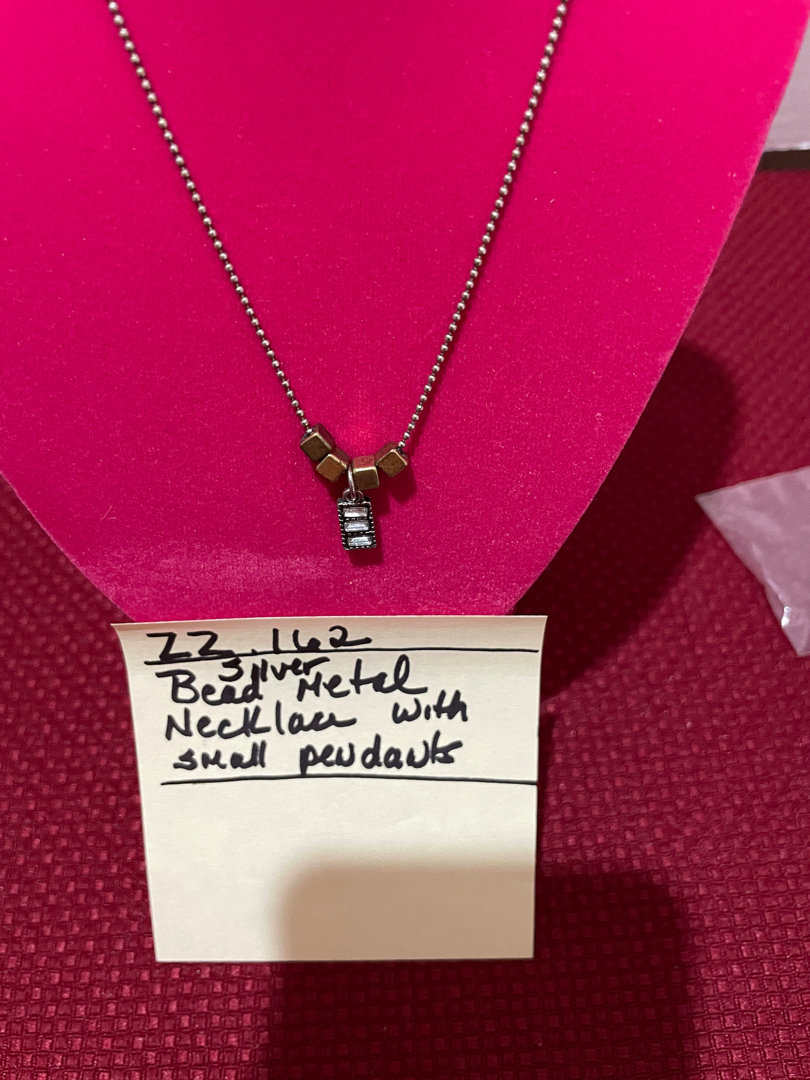 ZZ.162
Silver
Bead Metal
Necklace with
small pendants